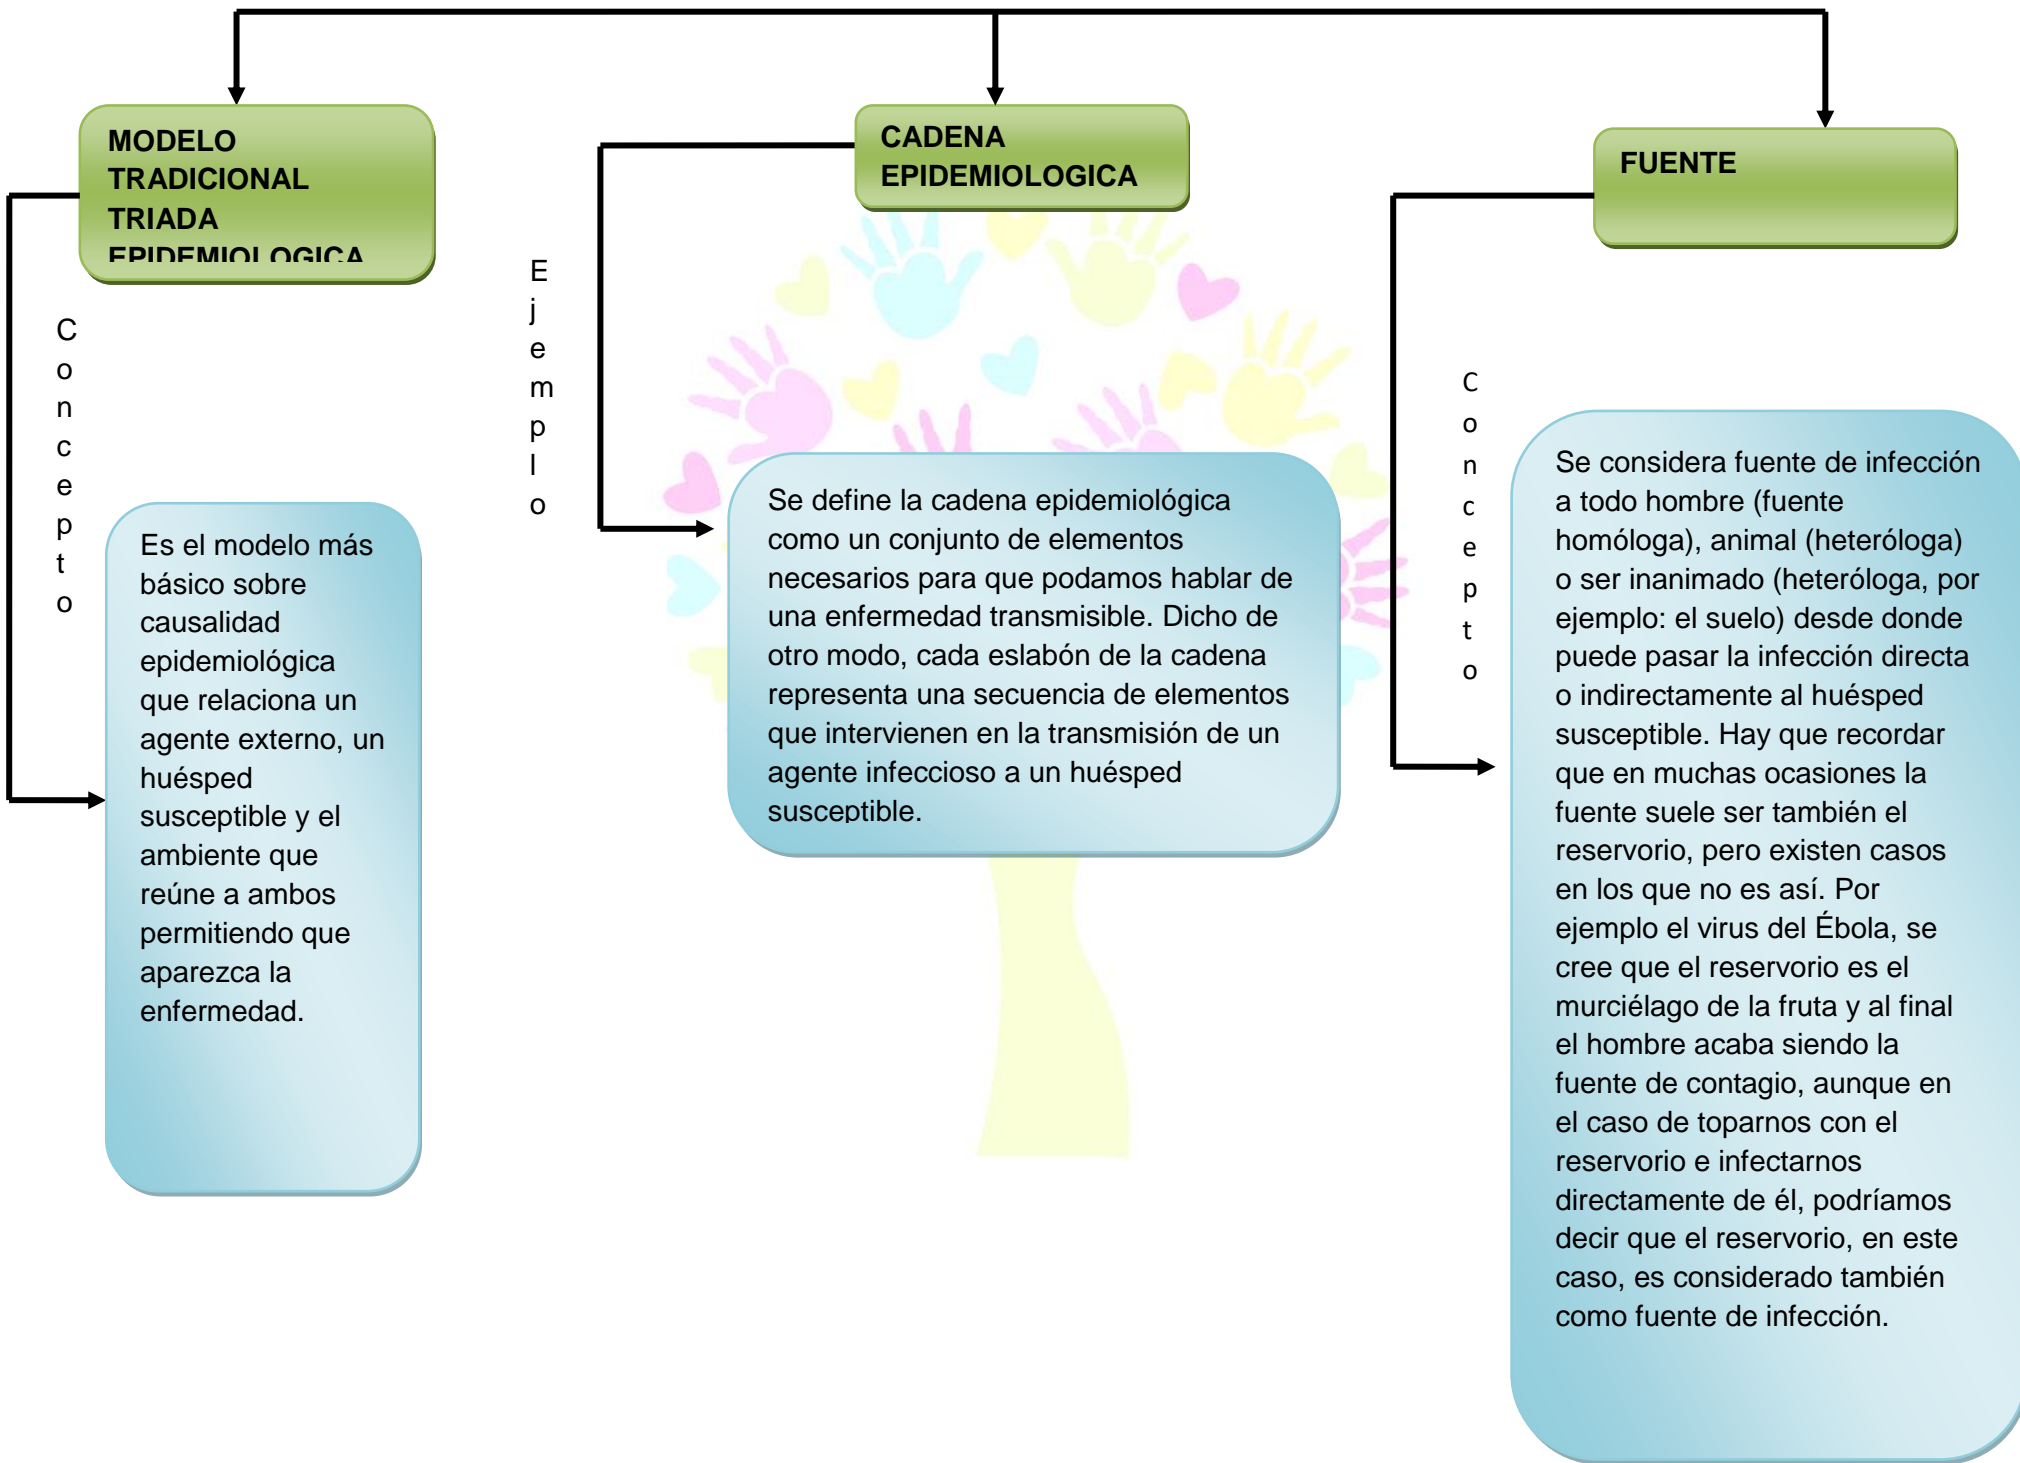 MODELO
TRADICIONAL
TRIADA
EPIDEMIOLOGICA
Concepto
Es el modelo más
básico sobre
causalidad
epidemiológica
que relaciona un
agente externo, un
huésped
susceptible y el
ambiente que
reúne a ambos
permitiendo que
aparezca la
enfermedad.
CADENA
EPIDEMIOLOGICA
Ejemplo
Se define la cadena epidemiológica
como un conjunto de elementos
necesarios para que podamos hablar de
una enfermedad transmisible. Dicho de
otro modo, cada eslabón de la cadena
representa una secuencia de elementos
que intervienen en la transmisión de un
agente infeccioso a un huésped
susceptible.
FUENTE
Concepto
Se considera fuente de infección
a todo hombre (fuente
homóloga), animal (heteróloga)
o ser inanimado (heteróloga, por
ejemplo: el suelo) desde donde
puede pasar la infección directa
o indirectamente al huésped
susceptible. Hay que recordar
que en muchas ocasiones la
fuente suele ser también el
reservorio, pero existen casos
en los que no es así. Por
ejemplo el virus del Ébola, se
cree que el reservorio es el
murciélago de la fruta y al final
el hombre acaba siendo la
fuente de contagio, aunque en
el caso de toparnos con el
reservorio e infectarnos
directamente de él, podríamos
decir que el reservorio, en este
caso, es considerado también
como fuente de infección.